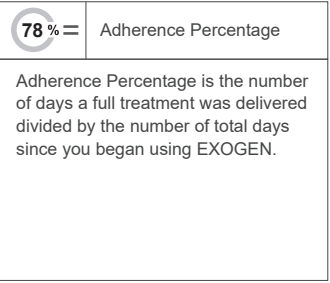 78 % = Adherence Percentage
Adherence Percentage is the number
of days a full treatment was delivered
divided by the number of total days
since you began using EXOGEN.